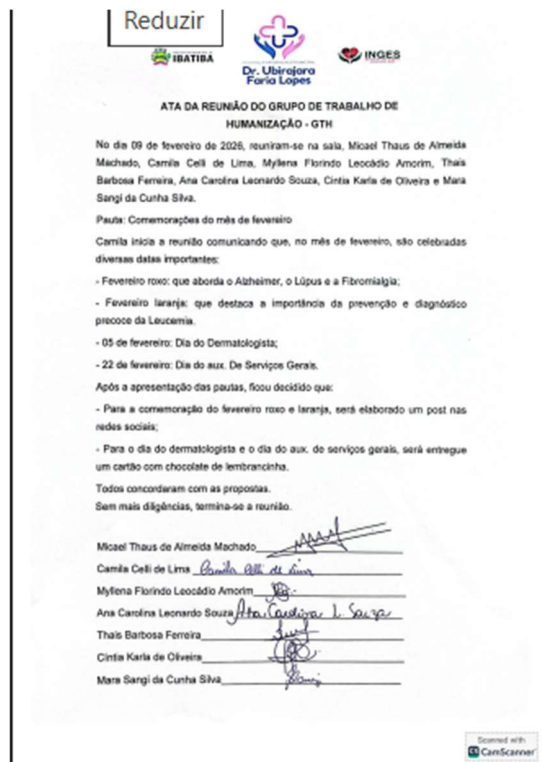 Reduzir
IBATIBA
Dr. Ubirajara
Faria Lopes
INGES
ATA DA REUNIÃO DO GRUPO DE TRABALHO DE
HUMANIZAÇÃO - GTH
No dia 09 de fevereiro de 2026, reuniram-se na sala, Micael Thaus de Almeida
Machado, Camila Celli de Lima, Myllena Florindo Leocádio Amorim, Thais
Barbosa Ferreira, Ana Carolina Leonardo Souza, Cintia Karla de Oliveira e Mara
Sangi da Cunha Silva.
Pauta: Comemorações do mês de fevereiro
Camila inicia a reunião comunicando que, no mês de fevereiro, são celebradas
diversas datas importantes:
- Fevereiro roxo: que aborda o Alzheimer, o Lúpus e a Fibromialgia;
- Fevereiro laranja: que destaca a importância da prevenção e diagnóstico
precoce da Leucemia.
- 05 de fevereiro: Dia do Dermatologista;
- 22 de fevereiro: Dia do aux. De Serviços Gerais.
Após a apresentação das pautas, ficou decidido que:
- Para a comemoração do fevereiro roxo e laranja, será elaborado um post nas
redes sociais;
- Para o dia do dermatologista e o dia do aux. de serviços gerais, será entregue
um cartão com chocolate de lembrancinha.
Todos concordaram com as propostas.
Sem mais diligências, termina-se a reunião.
Micael Thaus de Almeida Machado
Camila Celli de Lima Camila Celli de Lima
Myllena Florindo Leocádio Amorim
Ana Carolina Leonardo Souza Ana Carolina L. Souza
Thais Barbosa Ferreira
Cintia Karla de Oliveira
Mara Sangi da Cunha Silva
Scanned with
CS CamScanner